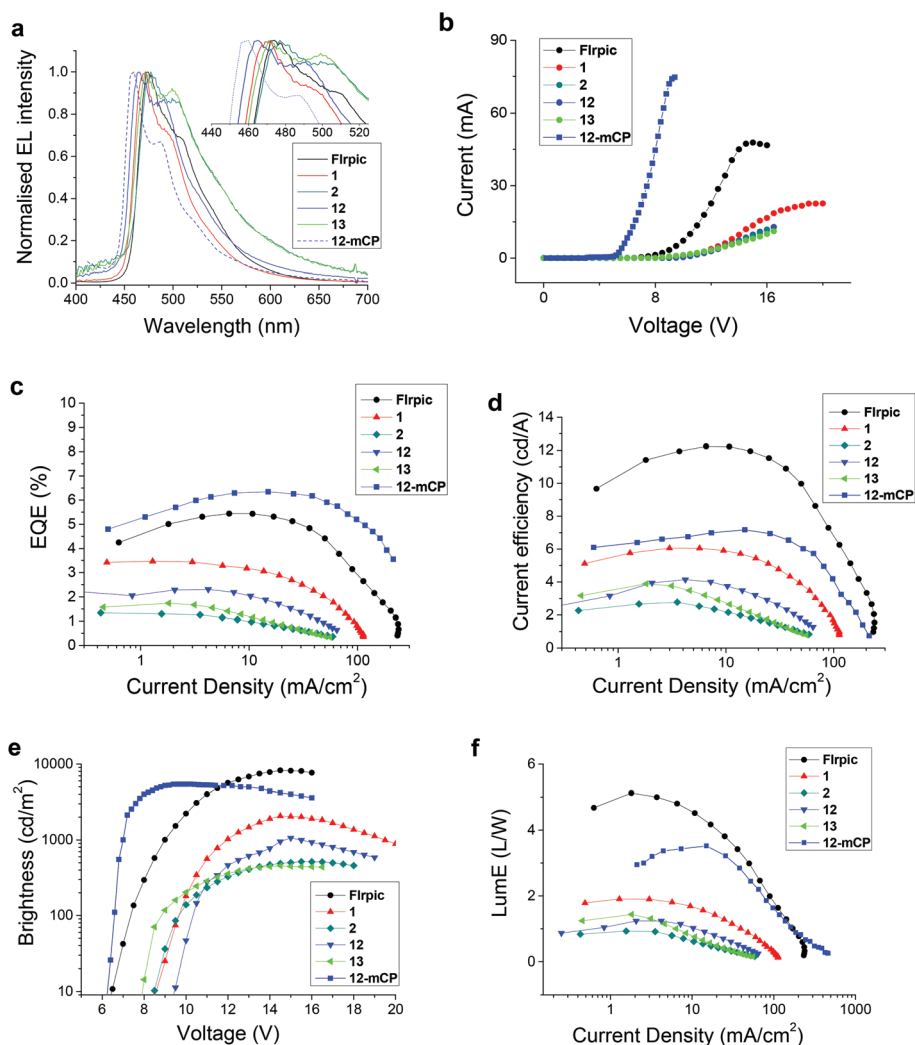 a
Normalised EL intensity
1.0
0.8
0.6
0.4
0.2
0.0
400 450 500 550 600 650 700
Wavelength (nm)
440 460 480 500 520
FIrpic
1
2
12
13
12-mCP
b
Current (mA)
90
60
30
0
0 8 16
Voltage (V)
FIrpic
1
2
12
13
12-mCP
c
EQE (%)
10
9
8
7
6
5
4
3
2
1
0
1 10 100
Current Density (mA/cm²)
FIrpic
1
2
12
13
12-mCP
d
Current efficiency (cd/A)
14
12
10
8
6
4
2
0
1 10 100
Current Density (mA/cm²)
FIrpic
1
2
12
13
12-mCP
e
Brightness (cd/m²)
10000
1000
100
10
6 8 10 12 14 16 18 20
Voltage (V)
FIrpic
1
2
12
13
12-mCP
f
LumE (L/W)
6
4
2
0
1 10 100 1000
Current Density (mA/cm²)
FIrpic
1
2
12
13
12-mCP